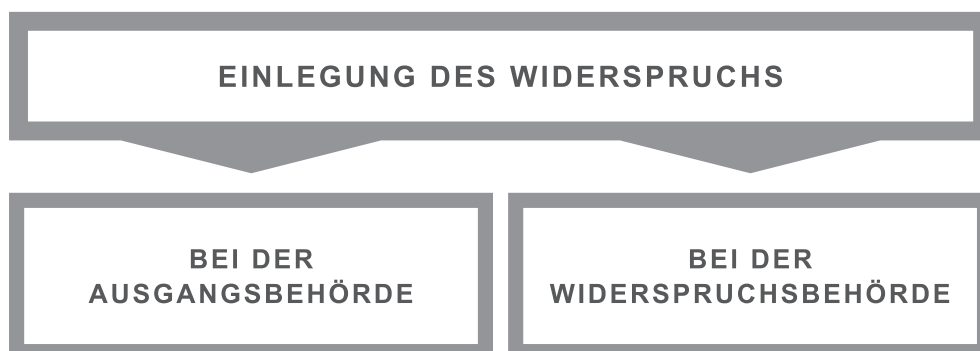 EINLEGUNG DES WIDERSPRUCHS
BEI DER
AUSGANGSBEHÖRDE
BEI DER
WIDERSPRUCHSBEHÖRDE